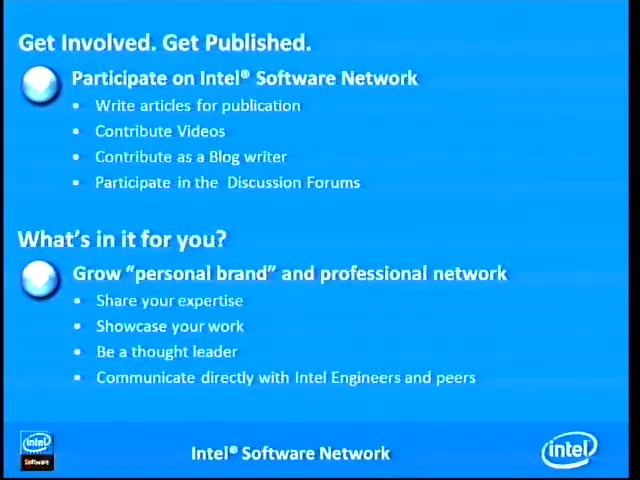 Get Involved. Get Published.
Participate on Intel® Software Network
• Write articles for publication
• Contribute Videos
• Contribute as a Blog writer
• Participate in the Discussion Forums
What's in it for you?
Grow "personal brand" and professional network
• Share your expertise
• Showcase your work
• Be a thought leader
• Communicate directly with Intel Engineers and peers
intel
Software
Intel® Software Network
intel